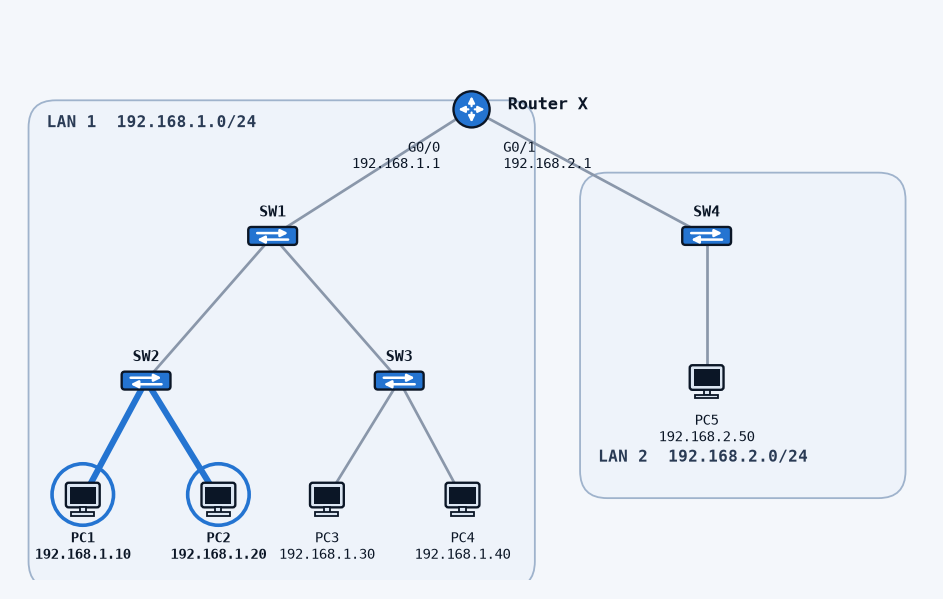 Router X
LAN 1  192.168.1.0/24
G0/0
192.168.1.1
G0/1
192.168.2.1
SW1
SW4
SW2
SW3
PC5
192.168.2.50
LAN 2  192.168.2.0/24
PC1
192.168.1.10
PC2
192.168.1.20
PC3
192.168.1.30
PC4
192.168.1.40